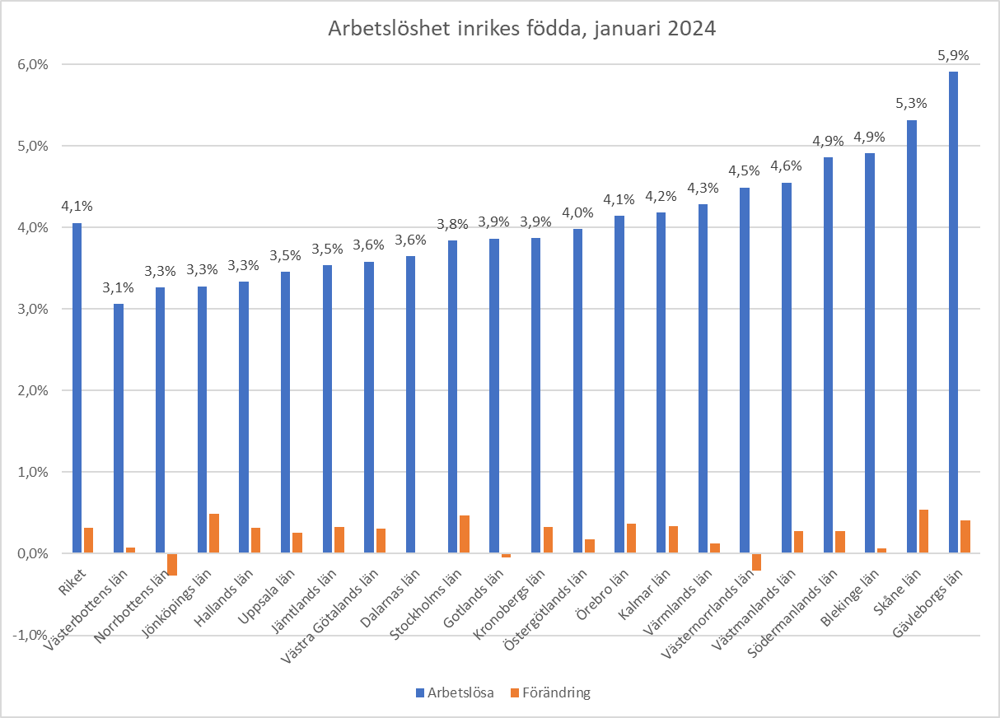 Arbetslöshet inrikes födda, januari 2024
6,0%
5,0%
4,0%
3,0%
2,0%
1,0%
0,0%
-1,0%
4,1%
3,1%
3,3%
3,3%
3,3%
3,5%
3,5%
3,6%
3,6%
3,8%
3,9%
3,9%
4,0%
4,1%
4,2%
4,3%
4,5%
4,6%
4,9%
4,9%
5,3%
5,9%
Riket
Västerbottens län
Norrbottens län
Jönköpings län
Hallands län
Uppsala län
Jämtlands län
Västra Götalands län
Dalarnas län
Stockholms län
Gotlands län
Kronobergs län
Östergötlands län
Örebro län
Kalmar län
Värmlands län
Västernorrlands län
Västmanlands län
Södermanlands län
Blekinge län
Skåne län
Gävleborgs län
Arbetslösa
Förändring